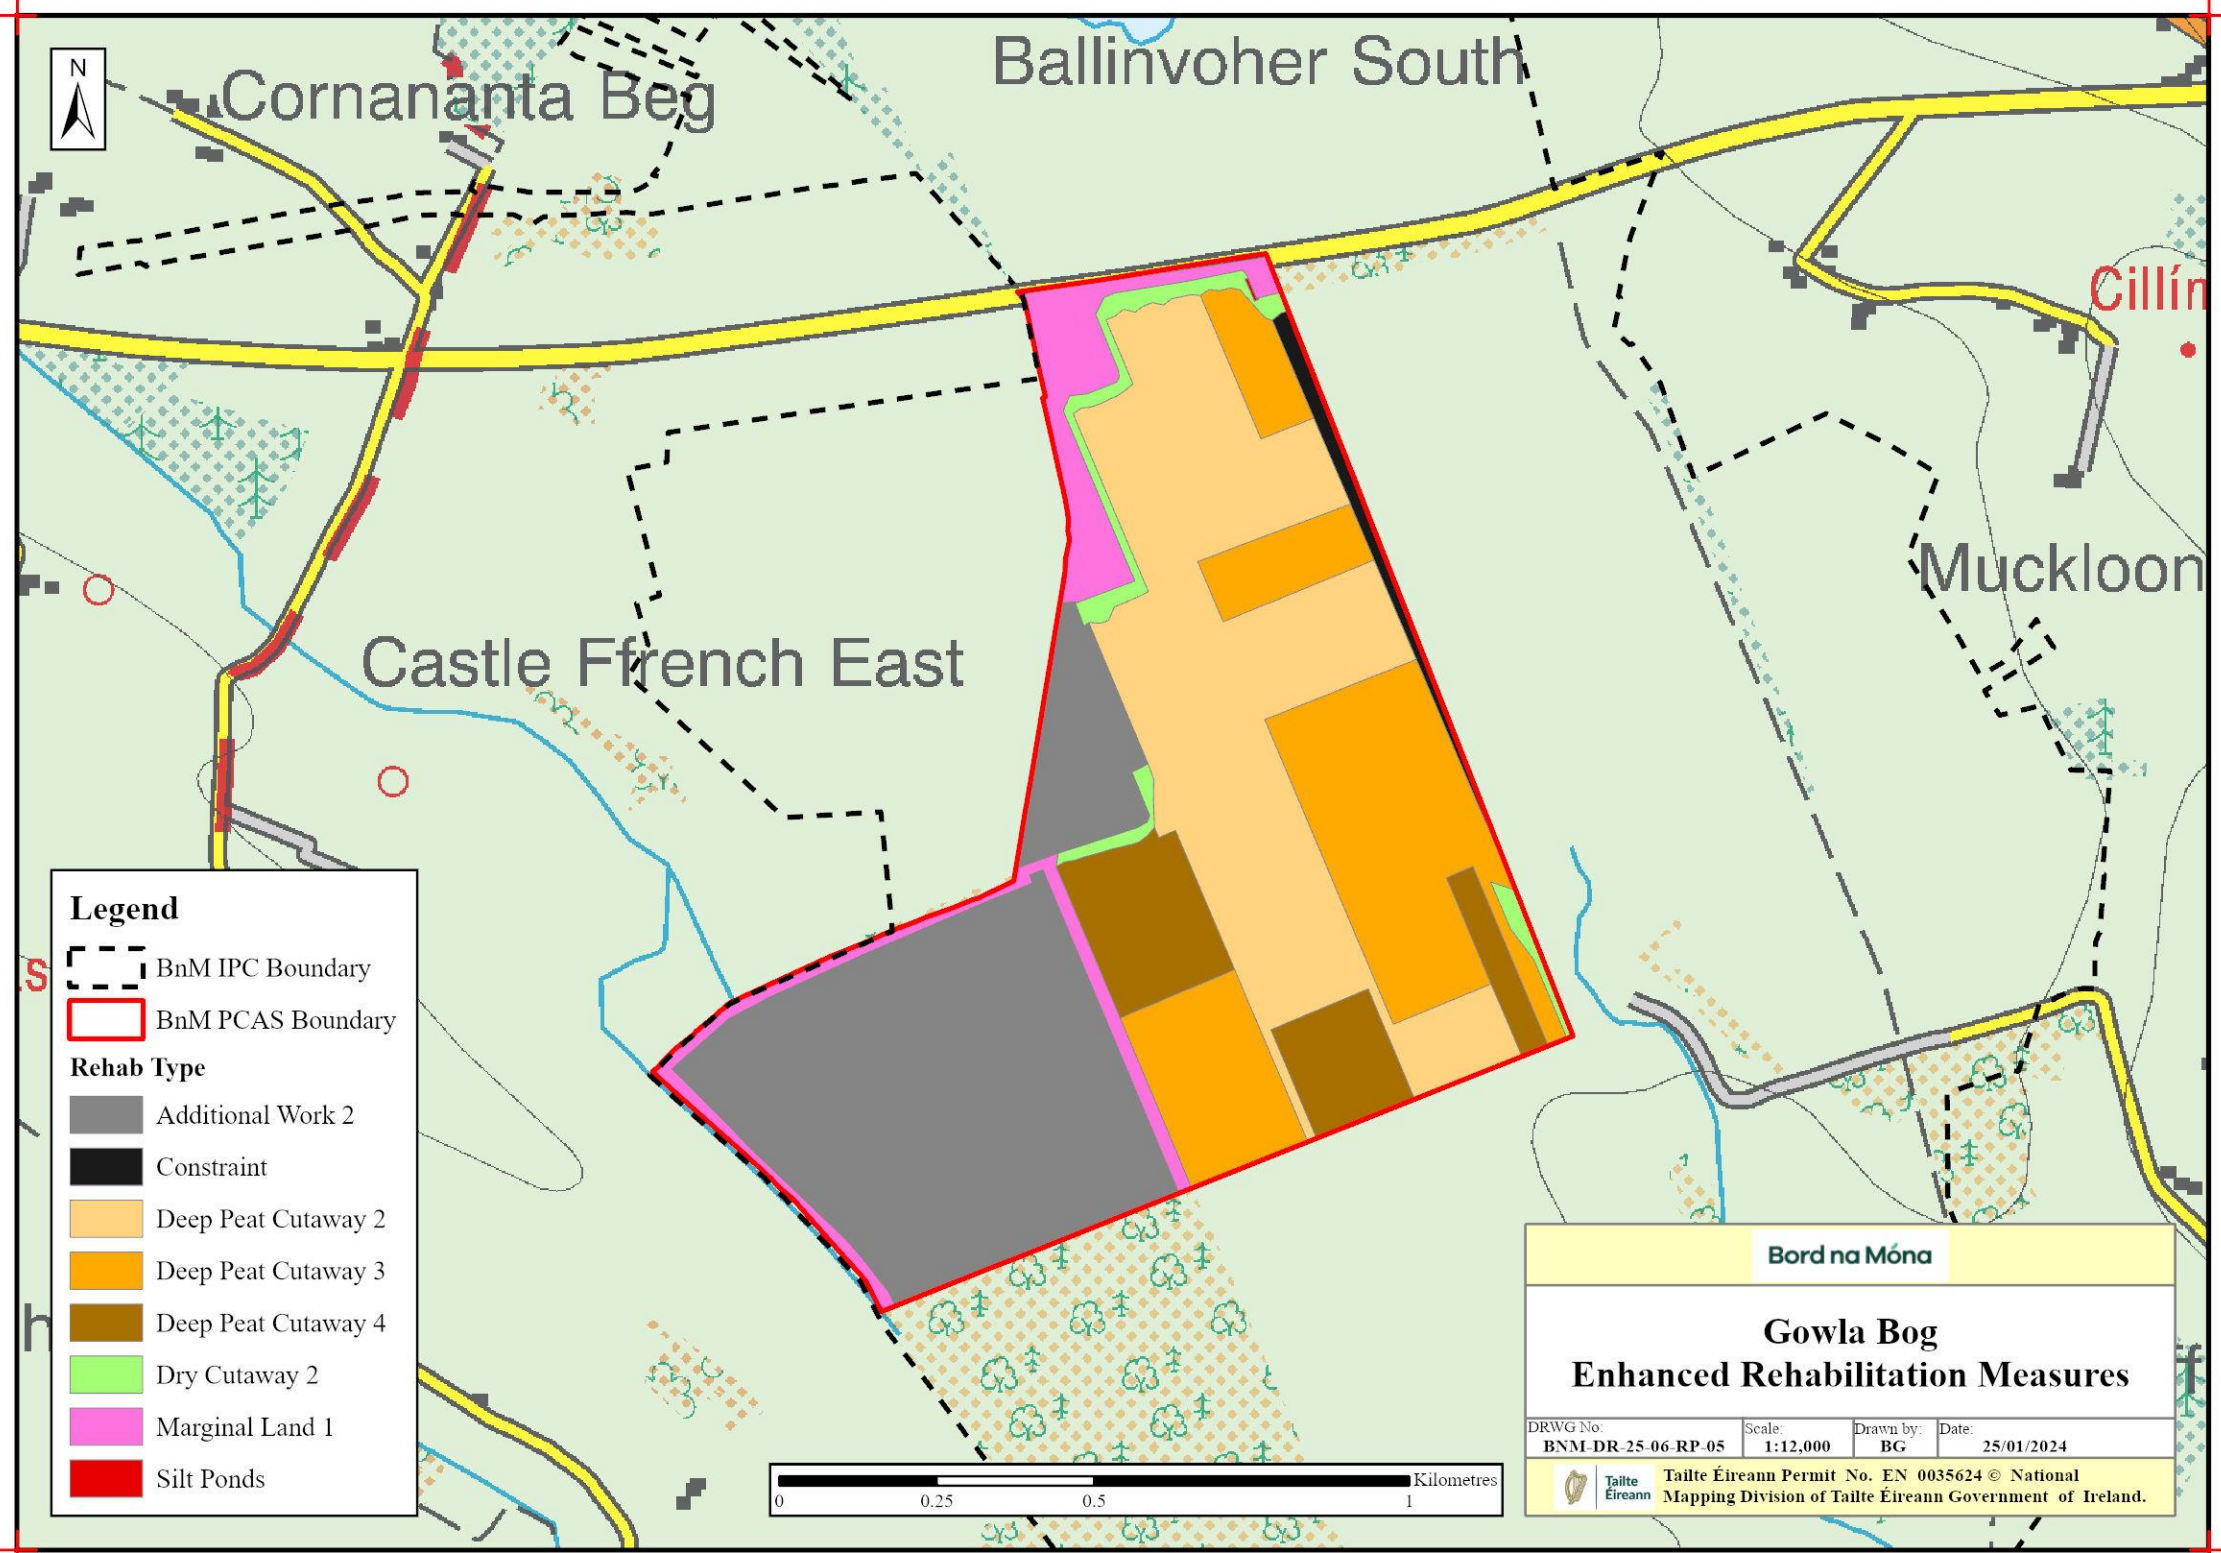 N
Cornananta Beg
Ballinvoher South
Cillín
Muckloon
Castle Ffrench East
s
h
f
Legend
BnM IPC Boundary
BnM PCAS Boundary
Rehab Type
Additional Work 2
Constraint
Deep Peat Cutaway 2
Deep Peat Cutaway 3
Deep Peat Cutaway 4
Dry Cutaway 2
Marginal Land 1
Silt Ponds
Kilometres
0 0.25 0.5 1
Bord na Móna
Gowla Bog
Enhanced Rehabilitation Measures
DRWG No: Scale: Drawn by: Date:
BNM-DR-25-06-RP-05 1:12,000 BG 25/01/2024
Tailte
Éireann
Tailte Éireann Permit No. EN 0035624 © National
Mapping Division of Tailte Éireann Government of Ireland.